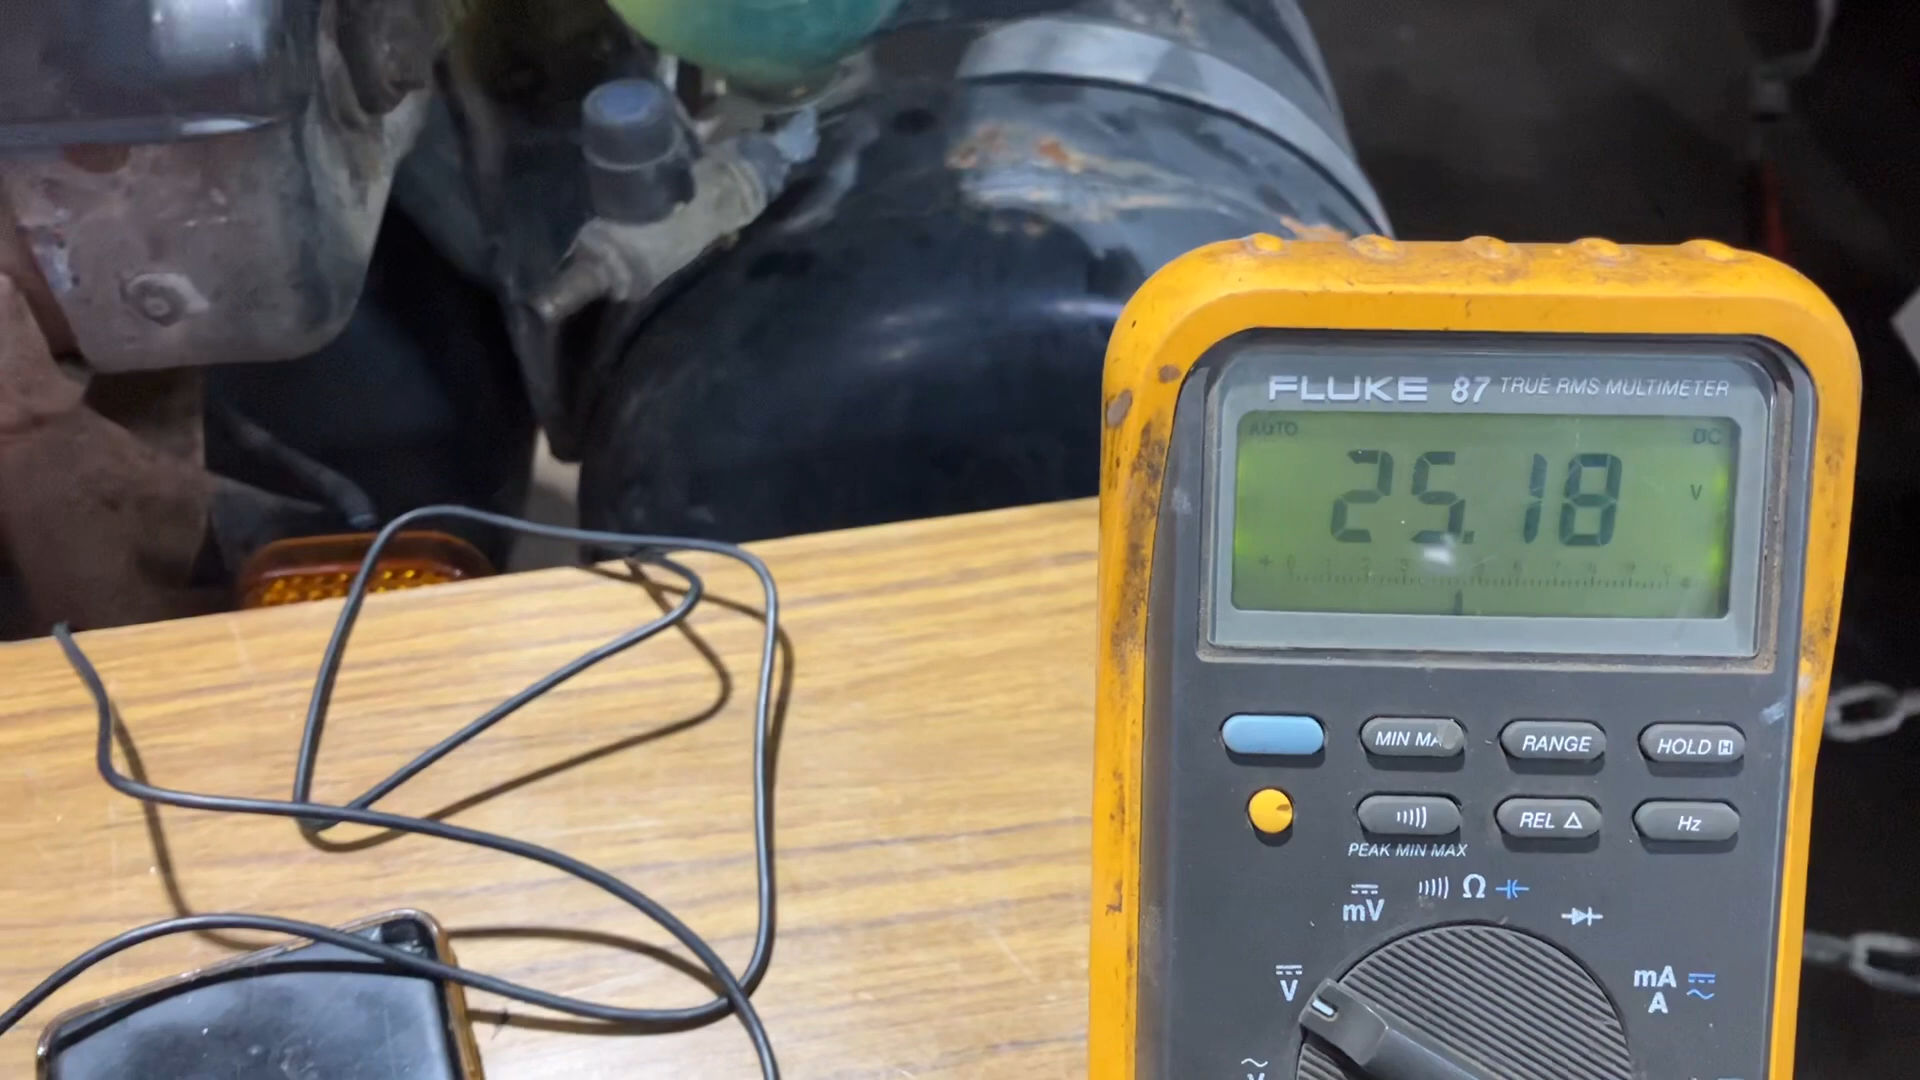 FLUKE 87 TRUE RMS MULTIMETER
AUTO DC
25.18 V
MIN MA
RANGE
HOLD H
REL Δ
Hz
PEAK MIN MAX
mV
Ω
V
mA
A
V